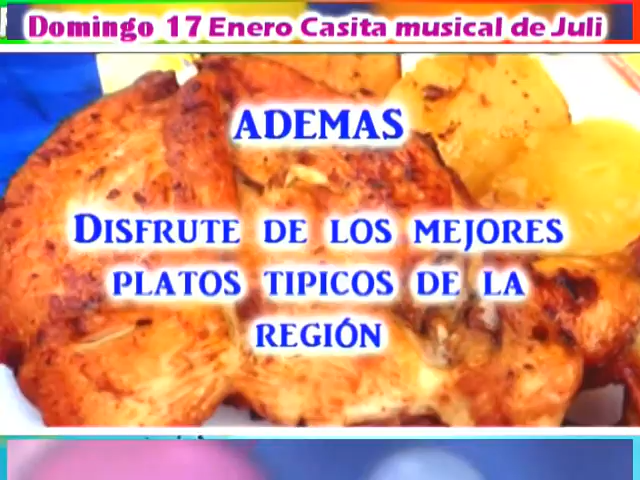 Domingo 17 Enero Casita musical de Juli
ADEMAS
DISFRUTE DE LOS MEJORES
PLATOS TIPICOS DE LA
REGIÓN